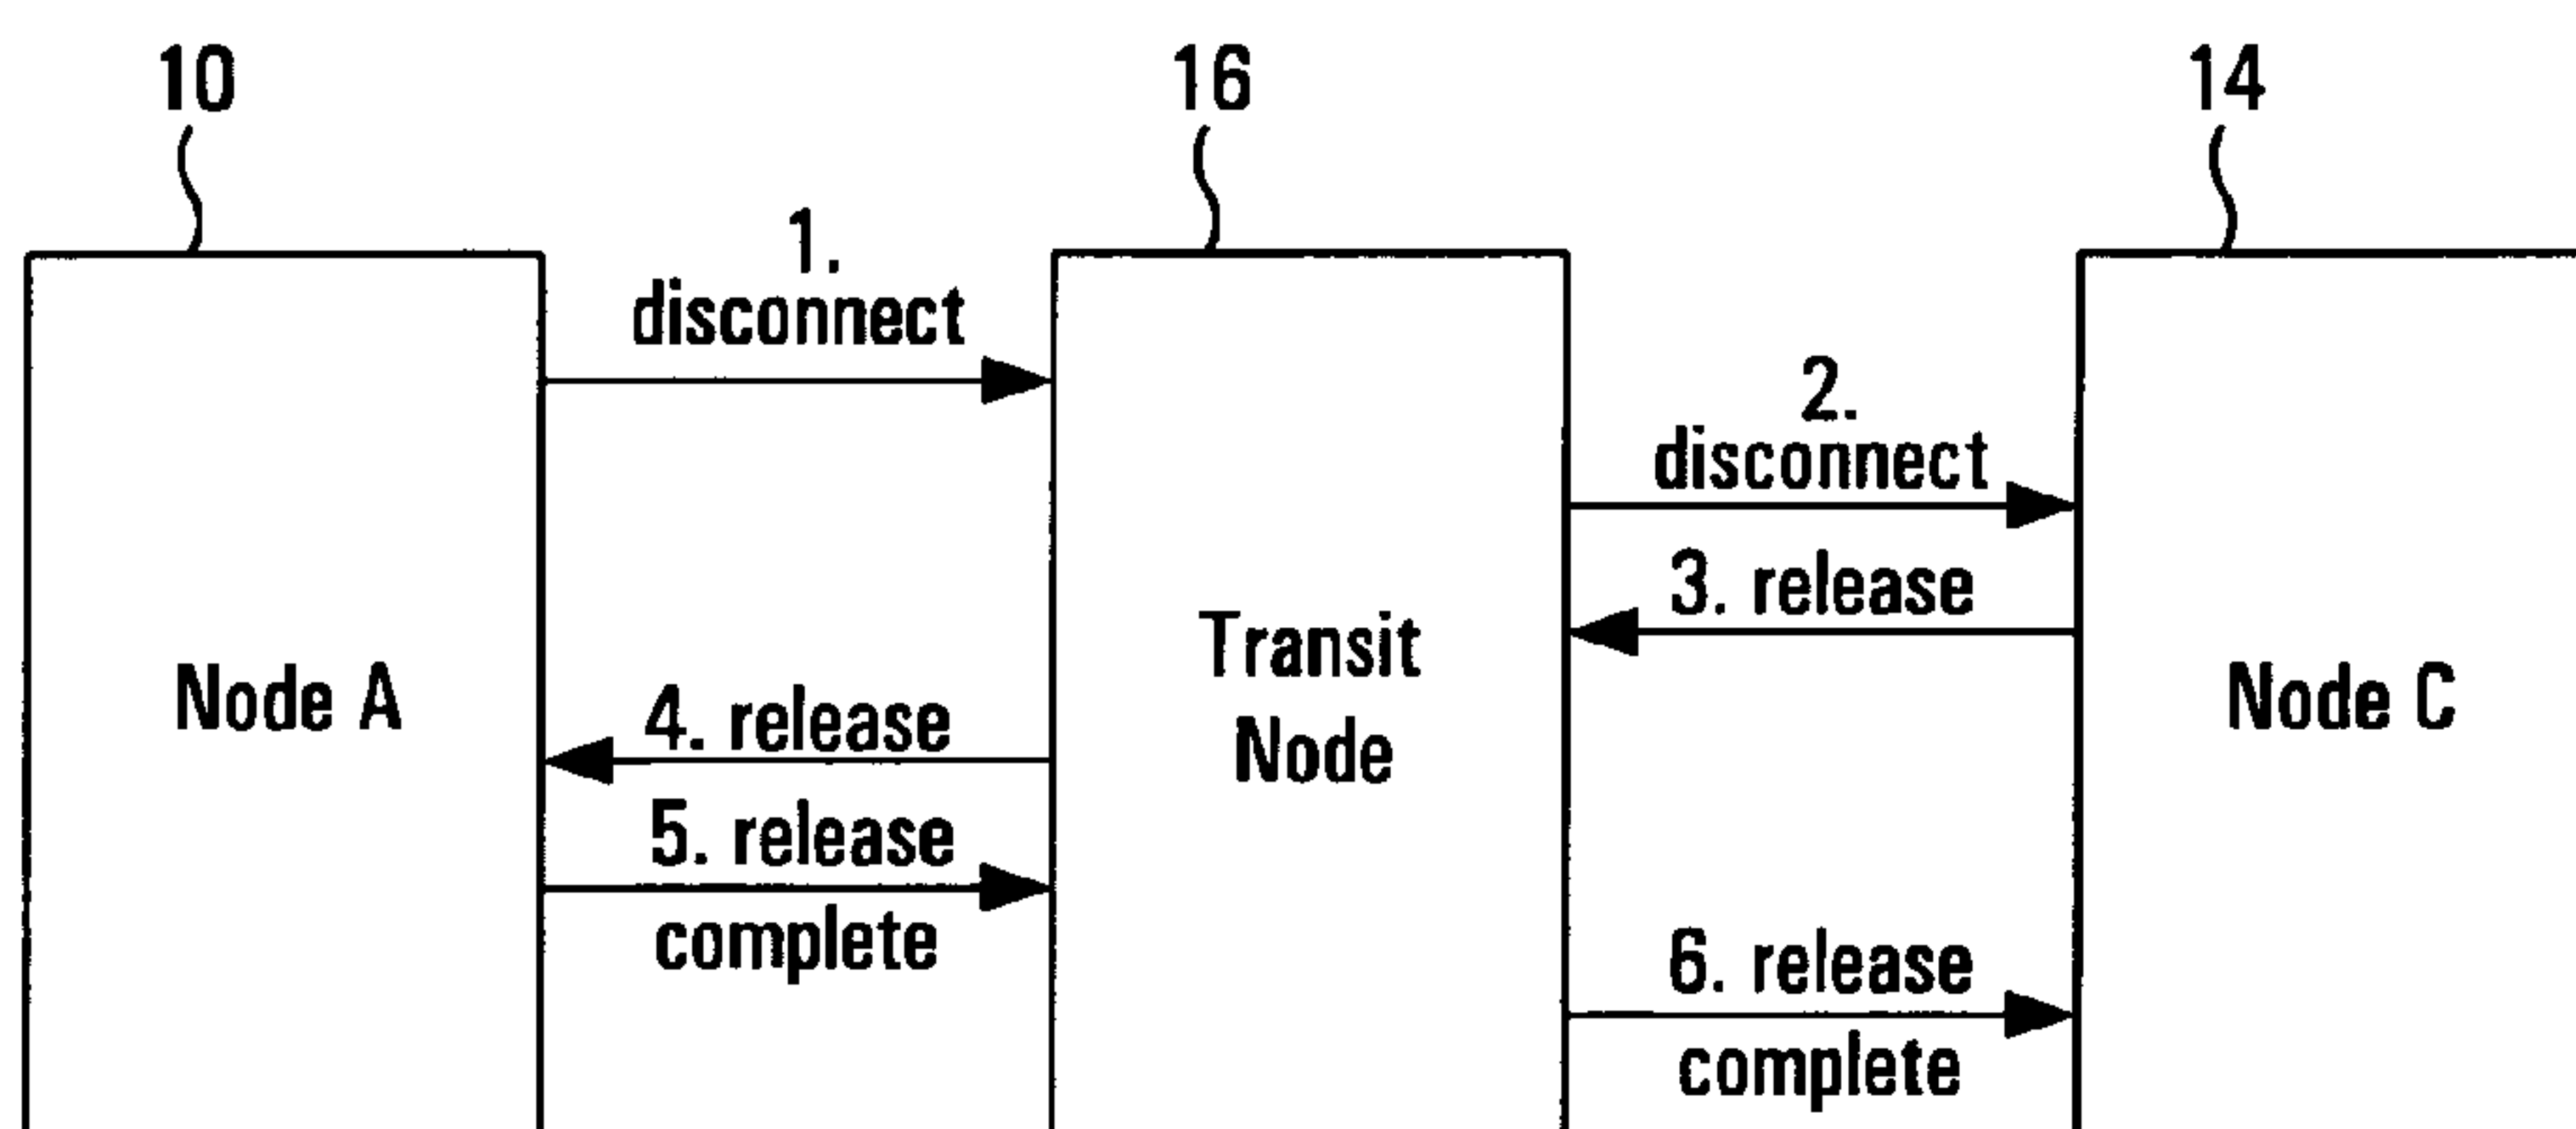 10
16
14
1.
disconnect
2.
disconnect
3. release
Transit
Node
Node A
Node C
4. release
5. release
complete
6. release
complete